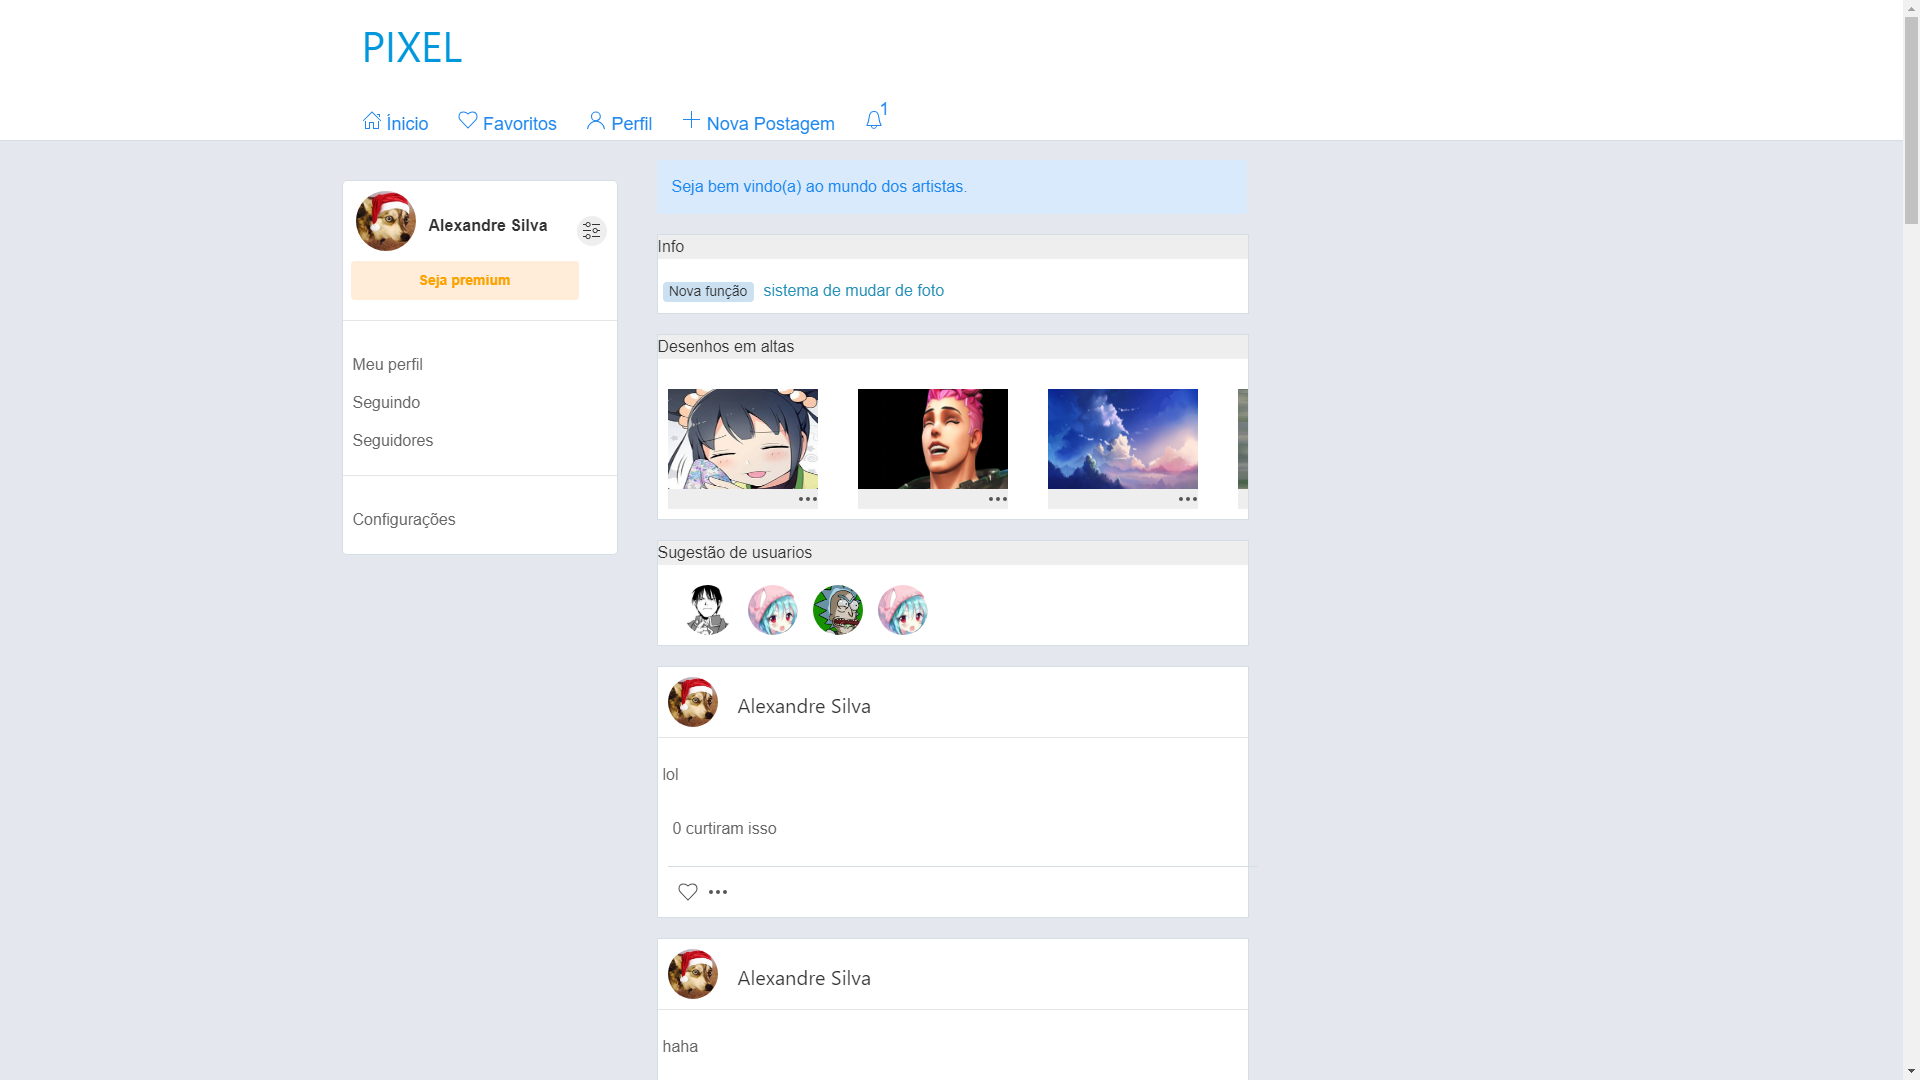 PIXEL
Ínicio Favoritos Perfil Nova Postagem 1
Alexandre Silva
Seja premium
Meu perfil
Seguindo
Seguidores
Configurações
Seja bem vindo(a) ao mundo dos artistas.
Info
Nova função sistema de mudar de foto
Desenhos em altas
Sugestão de usuarios
Alexandre Silva
lol
0 curtiram isso
Alexandre Silva
haha